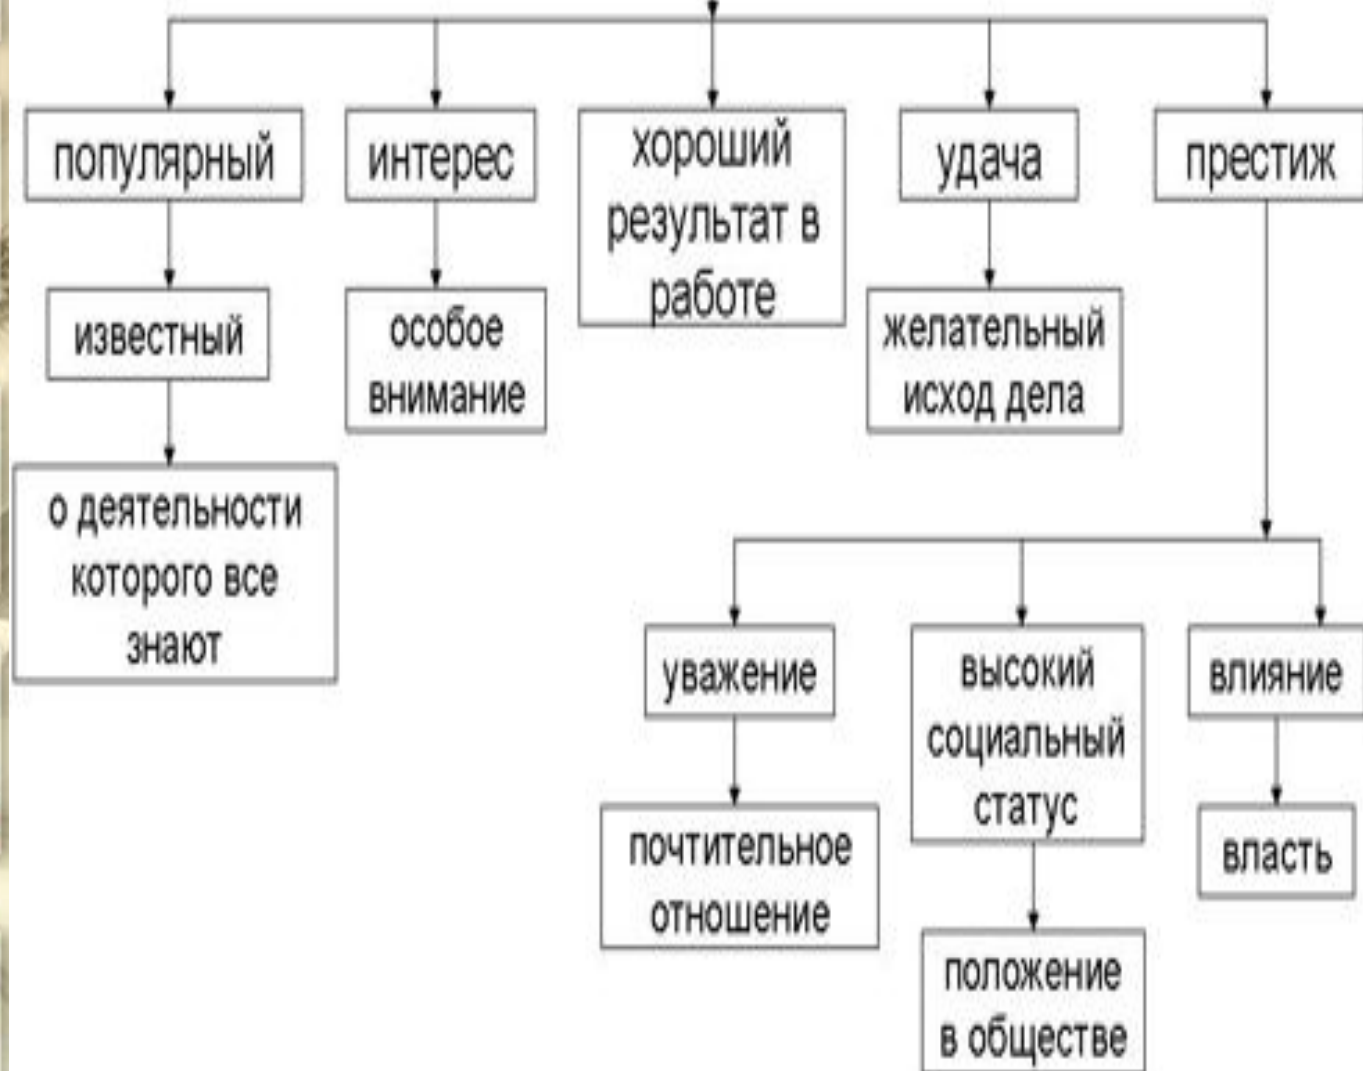 популярный
интерес
хороший
результат в
работе
удача
престиж
известный
особое
внимание
желательный
исход дела
о деятельности
которого все
знают
уважение
высокий
социальный
статус
влияние
почтительное
отношение
власть
положение
в обществе